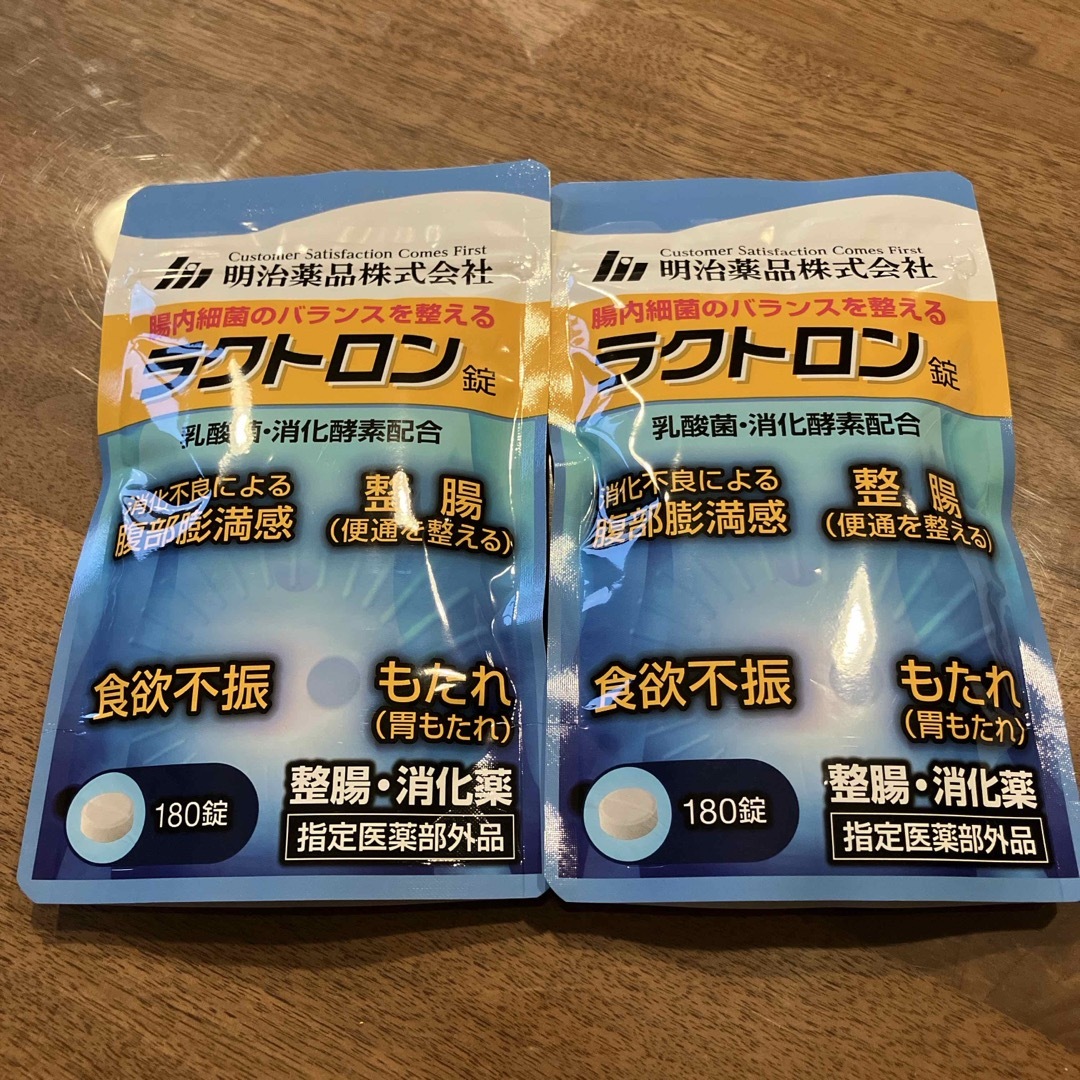 Customer Satisfaction Comes First
明治薬品株式会社
腸内細菌のバランスを整える
ラクトロン錠
乳酸菌・消化酵素配合
消化不良による
腹部膨満感
整腸
(便通を整える)
食欲不振
もたれ
(胃もたれ)
180錠
整腸・消化薬
指定医薬部外品
Customer Satisfaction Comes First
明治薬品株式会社
腸内細菌のバランスを整える
ラクトロン錠
乳酸菌・消化酵素配合
消化不良による
腹部膨満感
整腸
(便通を整える)
食欲不振
もたれ
(胃もたれ)
180錠
整腸・消化薬
指定医薬部外品